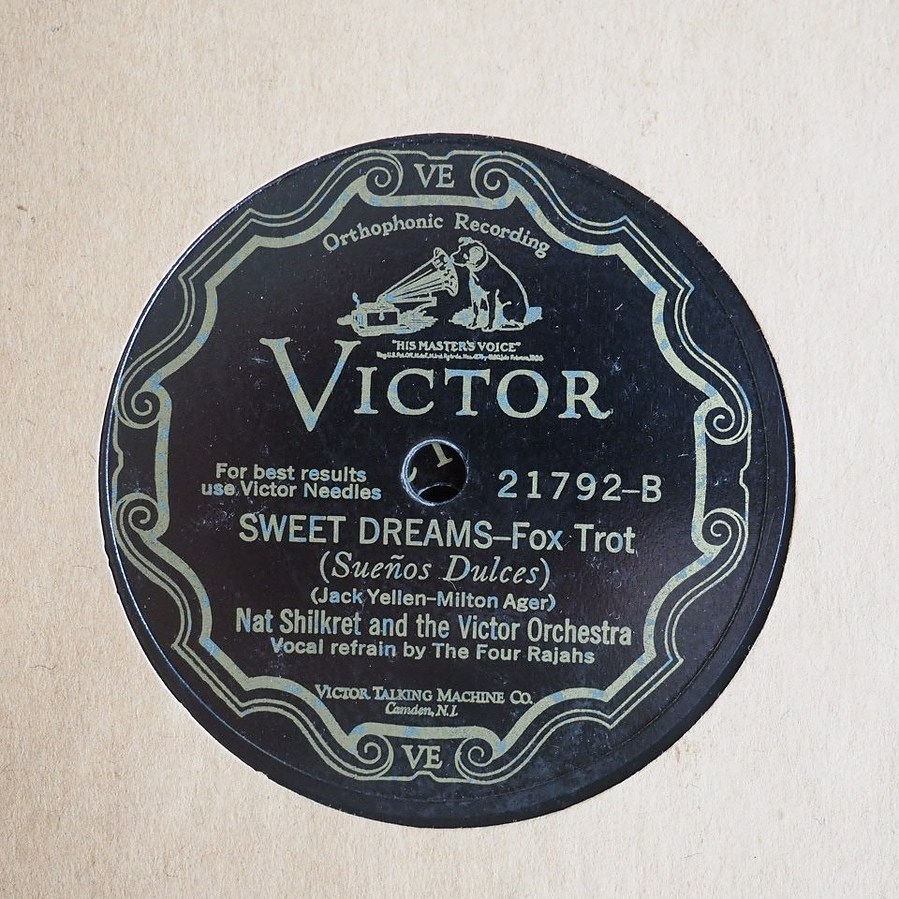 VE
Orthophonic Recording
"HIS MASTER'S VOICE"
VICTOR
For best results
use Victor Needles
21792-B
SWEET DREAMS-Fox Trot
(Sueños Dulces)
(Jack Yellen-Milton Ager)
Nat Shilkret and the Victor Orchestra
Vocal refrain by The Four Rajahs
VICTOR TALKING MACHINE CO.
Camden, N.J.
VE